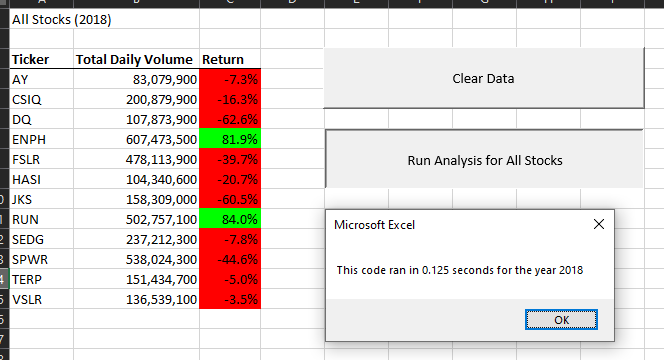 All Stocks (2018)
Ticker Total Daily Volume Return
AY 83,079,900 -7.3%
CSIQ 200,879,900 -16.3%
DQ 107,873,900 -62.6%
ENPH 607,473,500 81.9%
FSLR 478,113,900 -39.7%
HASI 104,340,600 -20.7%
JKS 158,309,000 -60.5%
RUN 502,757,100 84.0%
SEDG 237,212,300 -7.8%
SPWR 538,024,300 -44.6%
TERP 151,434,700 -5.0%
VSLR 136,539,100 -3.5%
Clear Data
Run Analysis for All Stocks
Microsoft Excel
This code ran in 0.125 seconds for the year 2018
OK